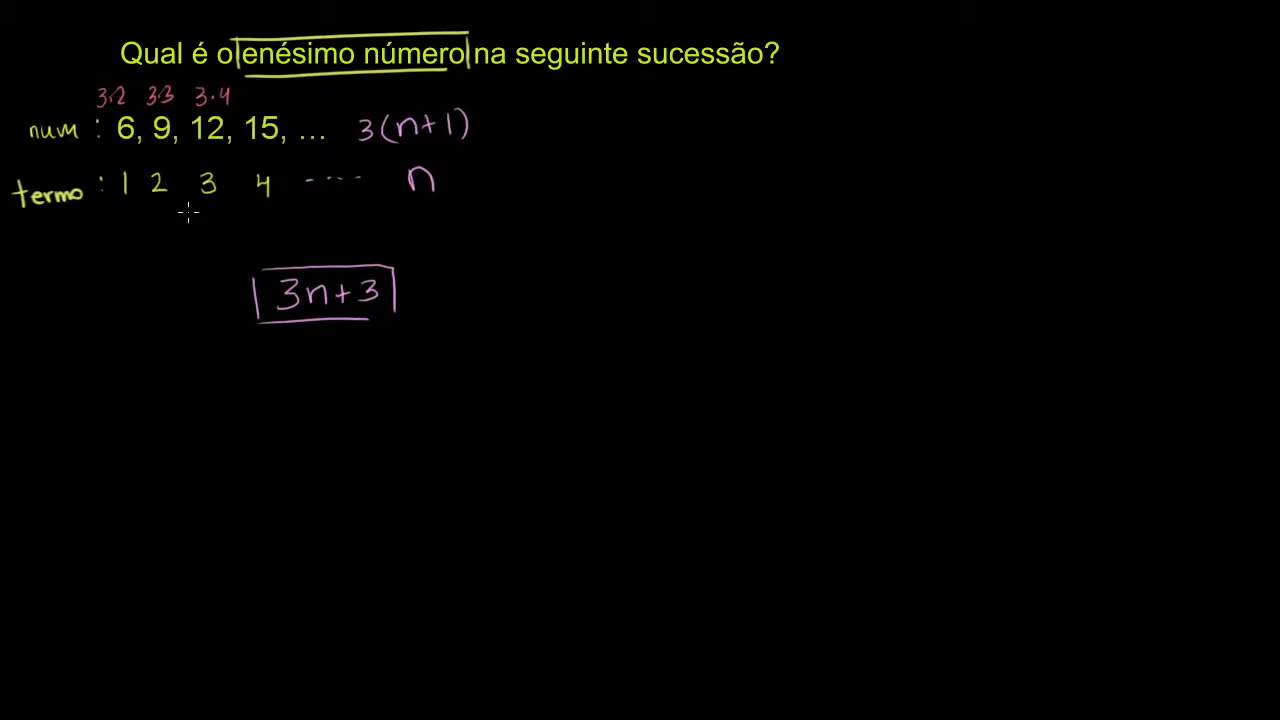 Qual é o enésimo número na seguinte sucessão?
3·2 3·3 3·4
num : 6, 9, 12, 15, ... 3(n+1)
termo : 1 2 3 4 ..... n
3n+3